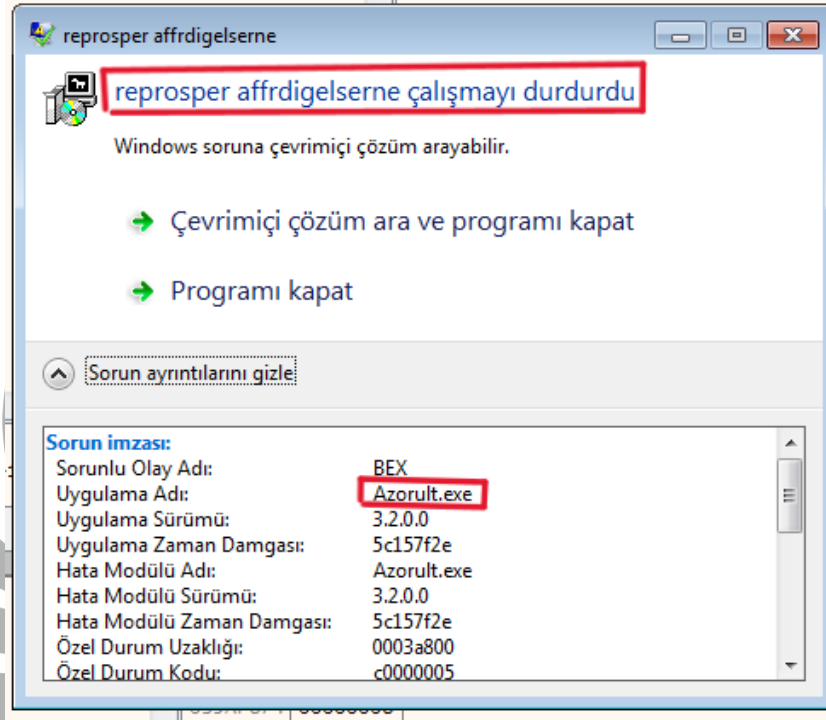 reprosper affrdigelserne
reprosper affrdigelserne çalışmayı durdurdu
Windows soruna çevrimiçi çözüm arayabilir.
Çevrimiçi çözüm ara ve programı kapat
Programı kapat
Sorun ayrıntılarını gizle
Sorun imzası:
Sorunlu Olay Adı: BEX
Uygulama Adı: Azorult.exe
Uygulama Sürümü: 3.2.0.0
Uygulama Zaman Damgası: 5c157f2e
Hata Modülü Adı: Azorult.exe
Hata Modülü Sürümü: 3.2.0.0
Hata Modülü Zaman Damgası: 5c157f2e
Özel Durum Uzaklığı: 0003a800
Özel Durum Kodu: c0000005